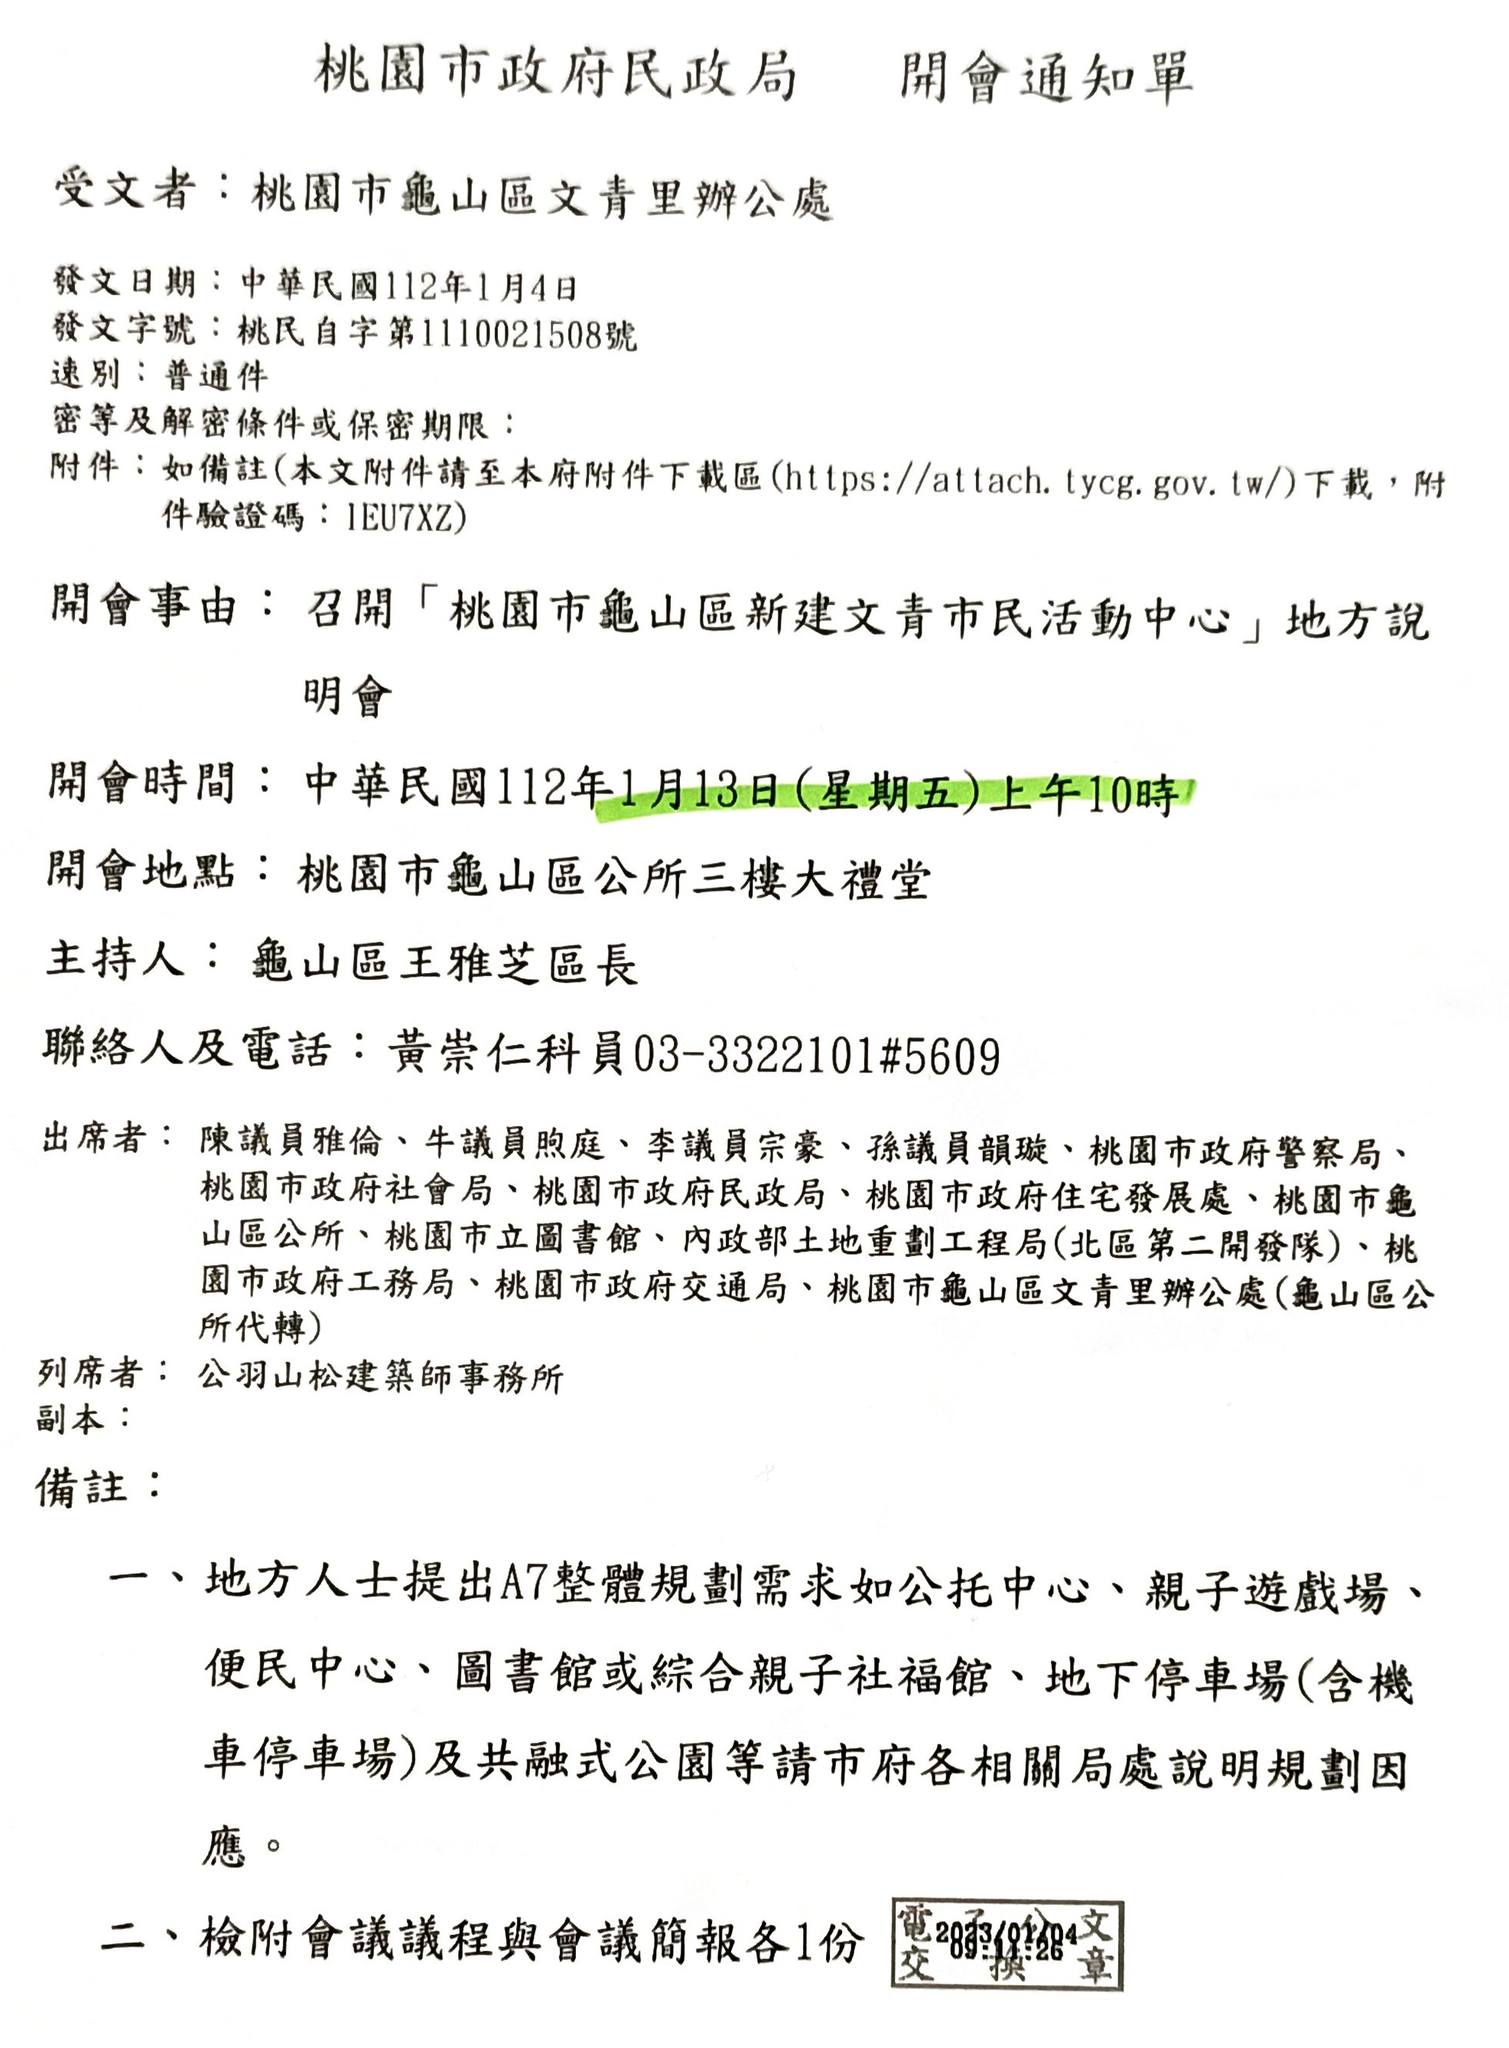 桃園市政府民政局　開會通知單
受文者：桃園市龜山區文青里辦公處
發文日期：中華民國112年1月4日
發文字號：桃民自字第1110021508號
速別：普通件
密等及解密條件或保密期限：
附件：如備註(本文附件請至本府附件下載區(https://attach.tycg.gov.tw/)下載，附
件驗證碼：1EU7XZ)
開會事由：召開「桃園市龜山區新建文青市民活動中心」地方說
明會
開會時間：中華民國112年1月13日(星期五)上午10時
開會地點：桃園市龜山區公所三樓大禮堂
主持人：龜山區王雅芝區長
聯絡人及電話：黃崇仁科員03-3322101#5609
出席者：陳議員雅倫、牛議員煦庭、李議員宗豪、孫議員韻璇、桃園市政府警察局、
桃園市政府社會局、桃園市政府民政局、桃園市政府住宅發展處、桃園市龜
山區公所、桃園市立圖書館、內政部土地重劃工程局(北區第二開發隊)、桃
園市政府工務局、桃園市政府交通局、桃園市龜山區文青里辦公處(龜山區公
所代轉)
列席者：公羽山松建築師事務所
副本：
備註：
一、地方人士提出A7整體規劃需求如公托中心、親子遊戲場、
便民中心、圖書館或綜合親子社福館、地下停車場(含機
車停車場)及共融式公園等請市府各相關局處說明規劃因
應。
二、檢附會議議程與會議簡報各1份
電子公文
2023/01/04
09:11:26
交換章